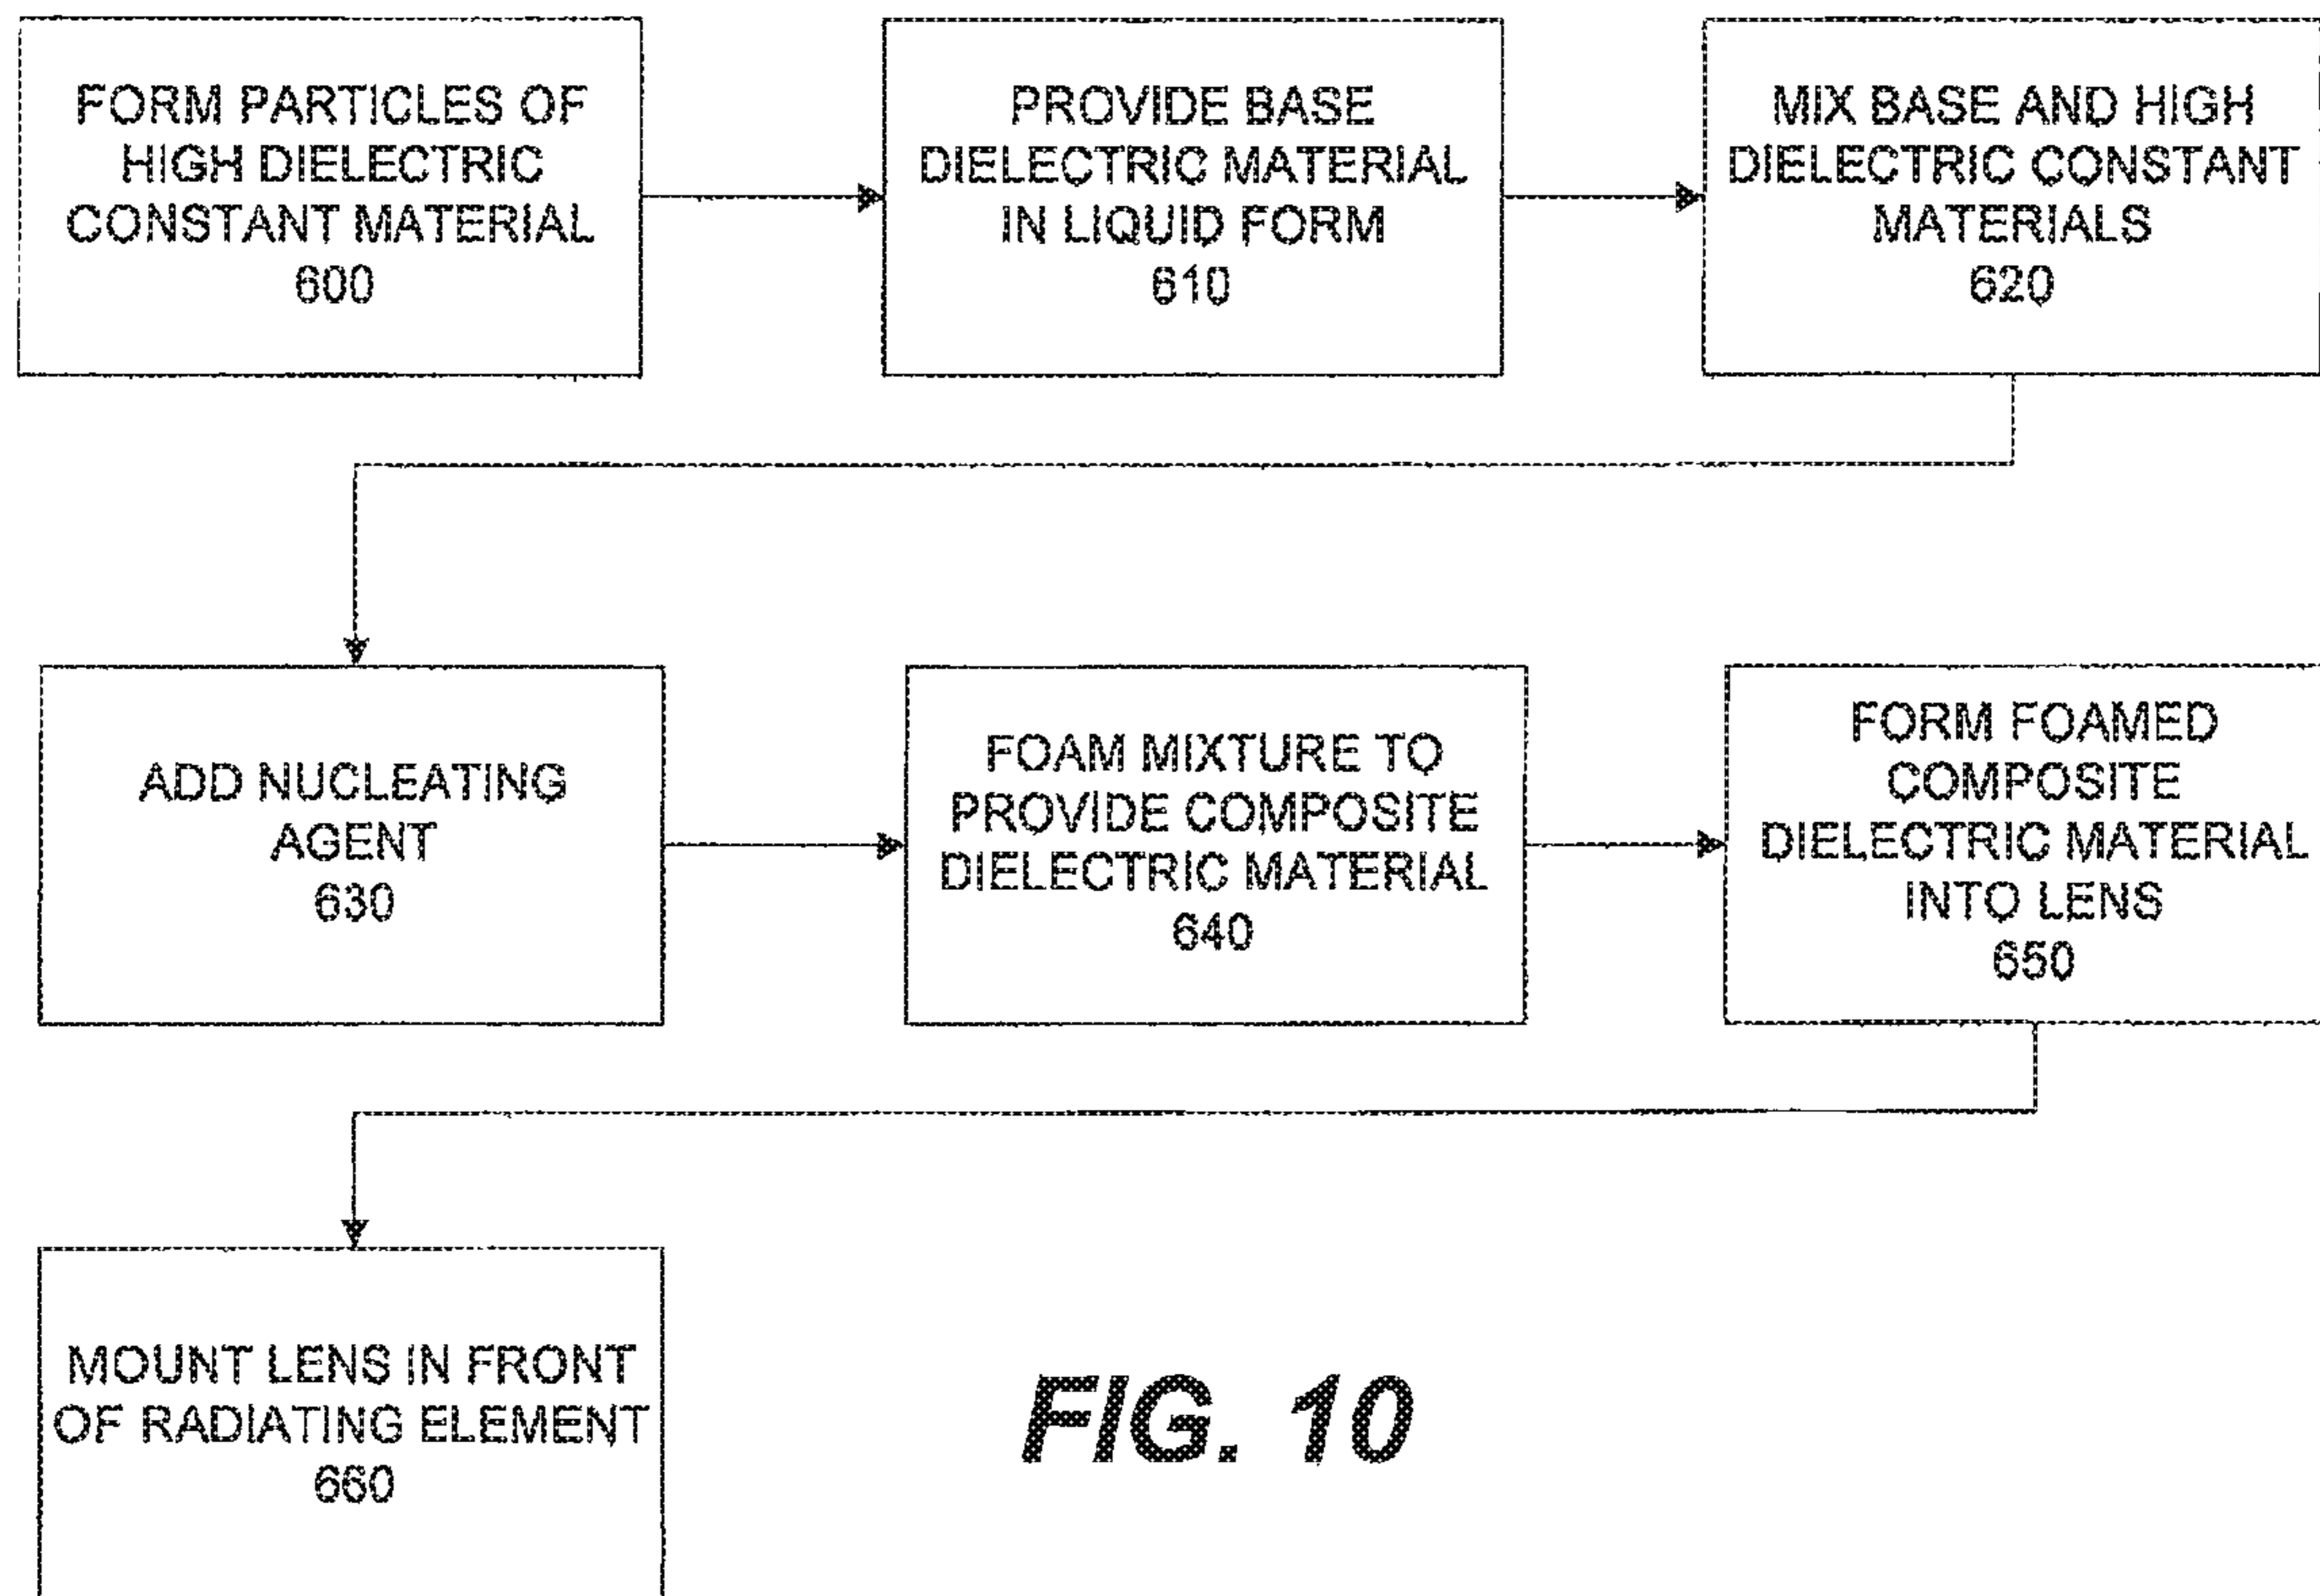 FORM PARTICLES OF
HIGH DIELECTRIC
CONSTANT MATERIAL
600
PROVIDE BASE
DIELECTRIC MATERIAL
IN LIQUID FORM
610
MIX BASE AND HIGH
DIELECTRIC CONSTANT
MATERIALS
620
ADD NUCLEATING
AGENT
630
FOAM MIXTURE TO
PROVIDE COMPOSITE
DIELECTRIC MATERIAL
640
FORM FOAMED
COMPOSITE
DIELECTRIC MATERIAL
INTO LENS
650
MOUNT LENS IN FRONT
OF RADIATING ELEMENT
660
FIG. 10